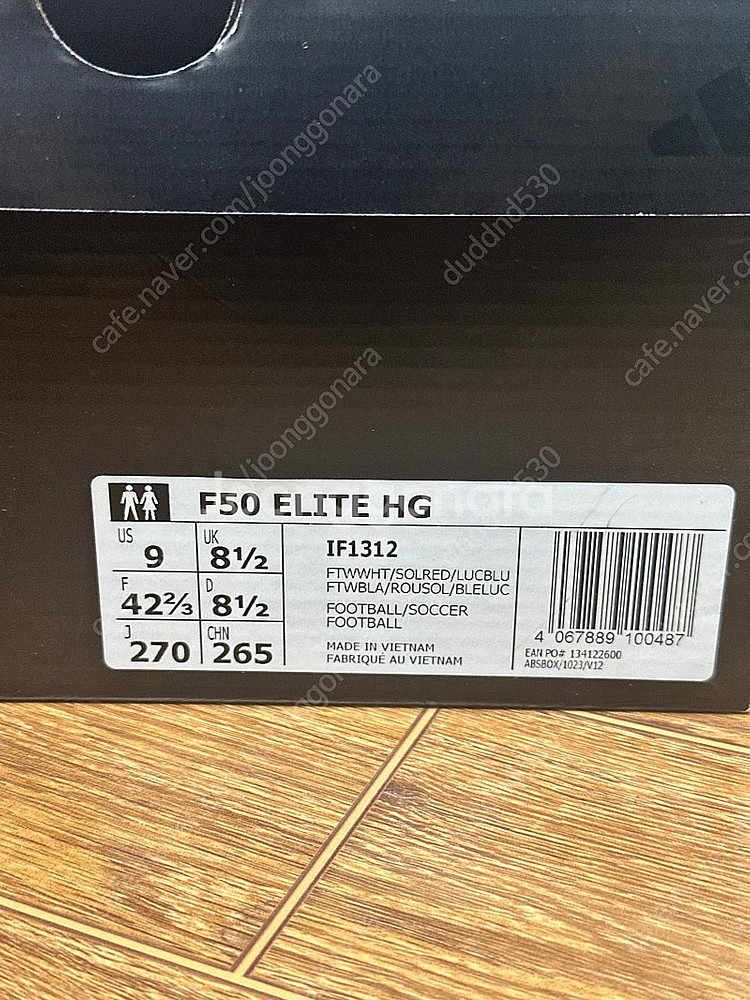 cafe.naver.com/joonggonara
duddnd530
cafe.naver.com
/joonggonara
F50 ELITE HG
US 9
UK 8½
F 42⅔
D 8½
J 270
CHN 265
IF1312
FTWWHT/SOLRED/LUCBLU
FTWBLA/ROUSOL/BLELUC
FOOTBALL/SOCCER
FOOTBALL
MADE IN VIETNAM
FABRIQUÉ AU VIETNAM
4 067889 100487
EAN PO# 134122600
ABSBOX/1023/V12